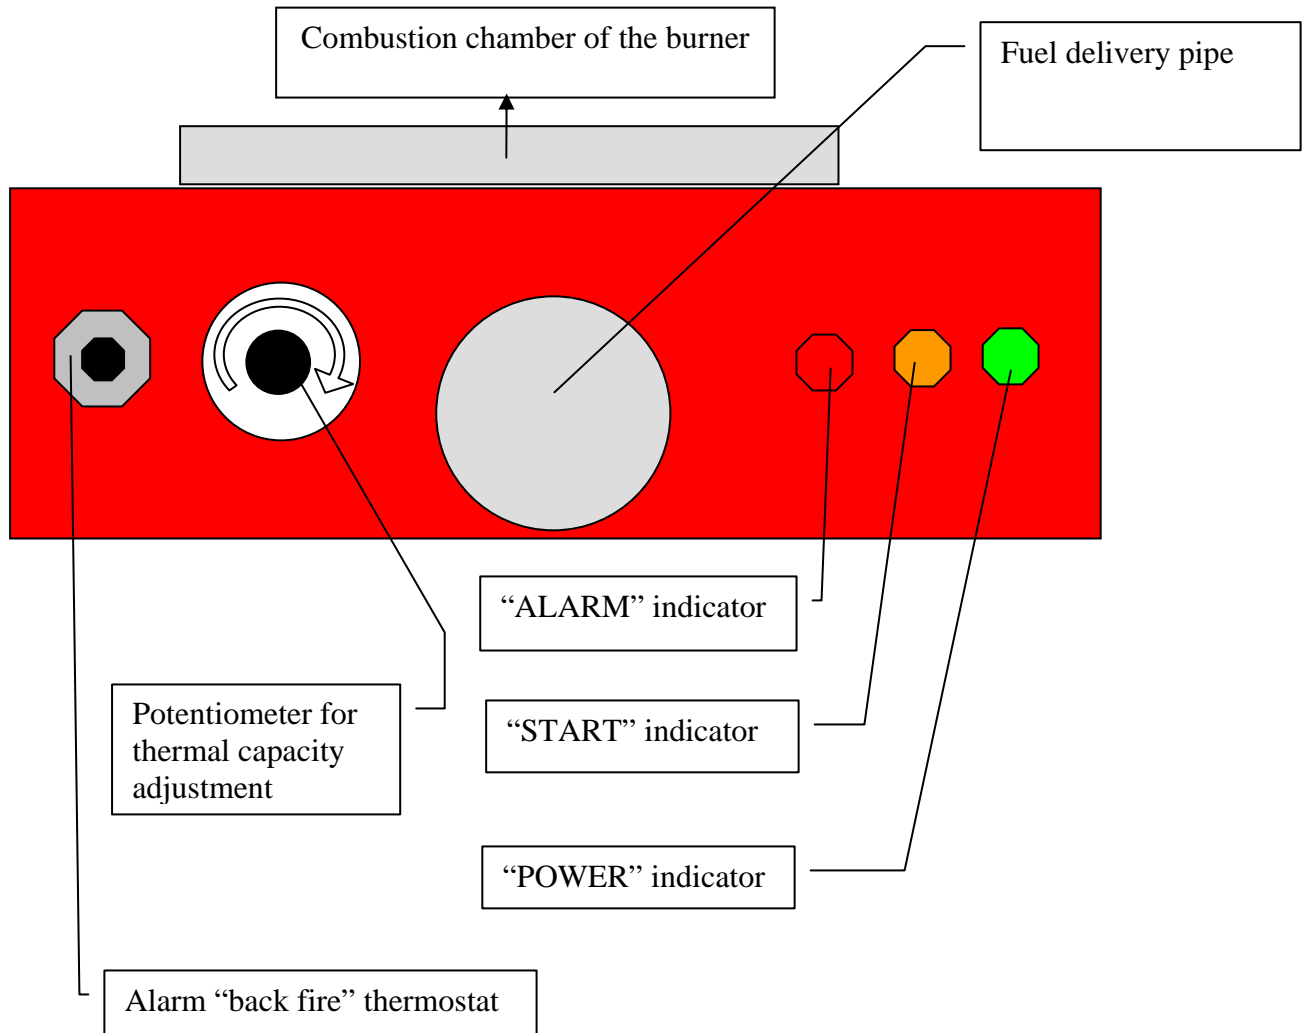 Combustion chamber of the burner
Fuel delivery pipe
“ALARM” indicator
Potentiometer for
thermal capacity
adjustment
“START” indicator
“POWER” indicator
Alarm “back fire” thermostat